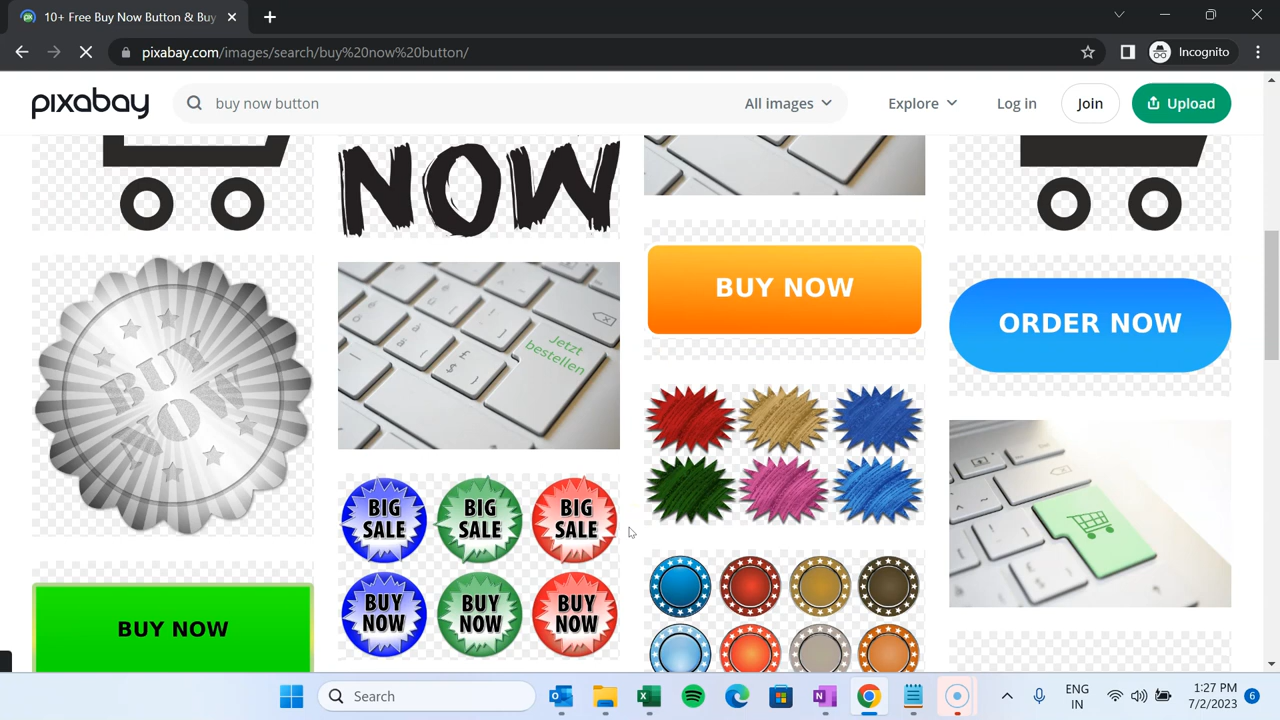 10+ Free Buy Now Button & Buy
pixabay.com/images/search/buy%20now%20button/
Incognito
pixabay
buy now button
All images
Explore
Log in
Join
Upload
NOW
BUY NOW
ORDER NOW
BUY
NOW
Jetzt
bestellen
BIG
SALE
BIG
SALE
BIG
SALE
BUY
NOW
BUY
NOW
BUY
NOW
BUY NOW
Search
ENG
IN
1:27 PM
7/2/2023
6